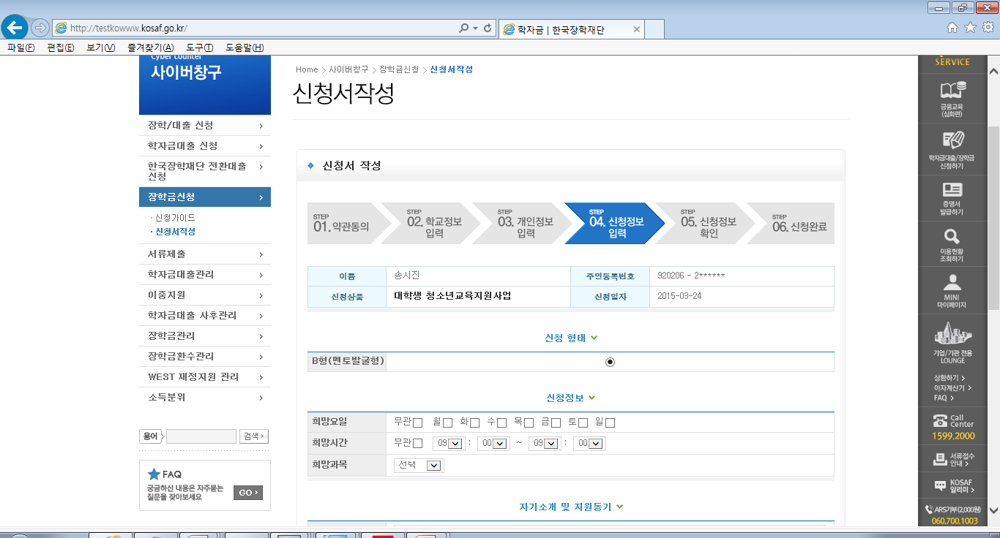 http://testkowww.kosaf.go.kr/
학자금 | 한국장학재단
파일(F) 편집(E) 보기(V) 즐겨찾기(A) 도구(T) 도움말(H)
Cyber counter
사이버창구
장학/대출 신청
학자금대출 신청
한국장학재단 전환대출
신청
장학금신청
· 신청가이드
· 신청서작성
서류제출
학자금대출관리
이중지원
학자금대출 사후관리
장학금관리
장학금환수관리
WEST 재정지원 관리
소득분위
용어 검색
FAQ
궁금하신 내용은 자주묻는
질문을 찾아보세요
GO
Home > 사이버창구 > 장학금신청 > 신청서작성
신청서작성
신청서 작성
STEP 01. 약관동의
STEP 02. 학교정보 입력
STEP 03. 개인정보 입력
STEP 04. 신청정보 입력
STEP 05. 신청정보 확인
STEP 06. 신청완료
이름 송시진 주민등록번호 920206 - 2******
신청상품 대학생 청소년교육지원사업 신청일자 2015-03-24
신청 형태
B형(멘토발굴형)
신청정보
희망요일 무관 월 화 수 목 금 토 일
희망시간 무관 09 : 00 ~ 09 : 00
희망과목 선택
자기소개 및 지원동기
SERVICE
금융교육
(심화편)
학자금대출/장학금
신청하기
증명서
발급하기
이용현황
조회하기
MINI
마이페이지
기업/기관 전용
LOUNGE
상환하기 >
이자계산기 >
FAQ >
Call
Center
1599.2000
서류접수
안내 >
KOSAF
알리미 >
ARS기부(2,000원)
060.700.1003